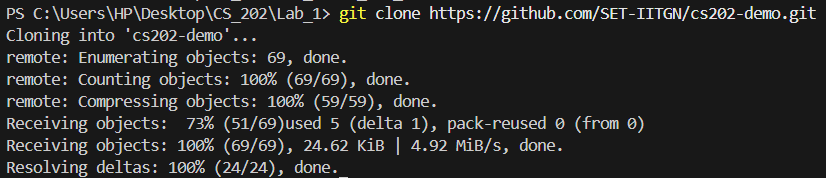 PS C:\Users\HP\Desktop\CS_202\Lab_1> git clone https://github.com/SET-IITGN/cs202-demo.git
Cloning into 'cs202-demo'...
remote: Enumerating objects: 69, done.
remote: Counting objects: 100% (69/69), done.
remote: Compressing objects: 100% (59/59), done.
Receiving objects:  73% (51/69)used 5 (delta 1), pack-reused 0 (from 0)
Receiving objects: 100% (69/69), 24.62 KiB | 4.92 MiB/s, done.
Resolving deltas: 100% (24/24), done.